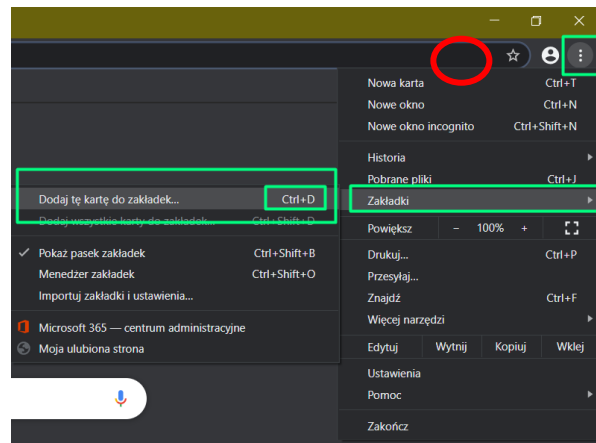 Nowa karta Ctrl+T
Nowe okno Ctrl+N
Nowe okno incognito Ctrl+Shift+N
Historia
Pobrane pliki Ctrl+J
Zakładki
Powiększ − 100% +
Drukuj... Ctrl+P
Przesyłaj...
Znajdź Ctrl+F
Więcej narzędzi
Edytuj Wytnij Kopiuj Wklej
Ustawienia
Pomoc
Zakończ
Dodaj tę kartę do zakładek... Ctrl+D
Dodaj wszystkie karty do zakładek... Ctrl+Shift+D
Pokaż pasek zakładek Ctrl+Shift+B
Menedżer zakładek Ctrl+Shift+O
Importuj zakładki i ustawienia...
Microsoft 365 — centrum administracyjne
Moja ulubiona strona